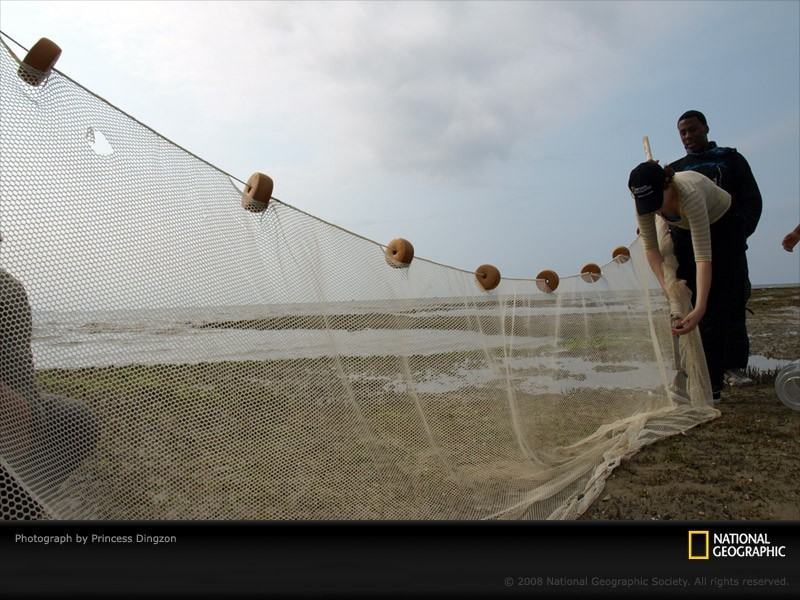 Photograph by Princess Dingzon
NATIONAL
GEOGRAPHIC
© 2008 National Geographic Society. All rights reserved.